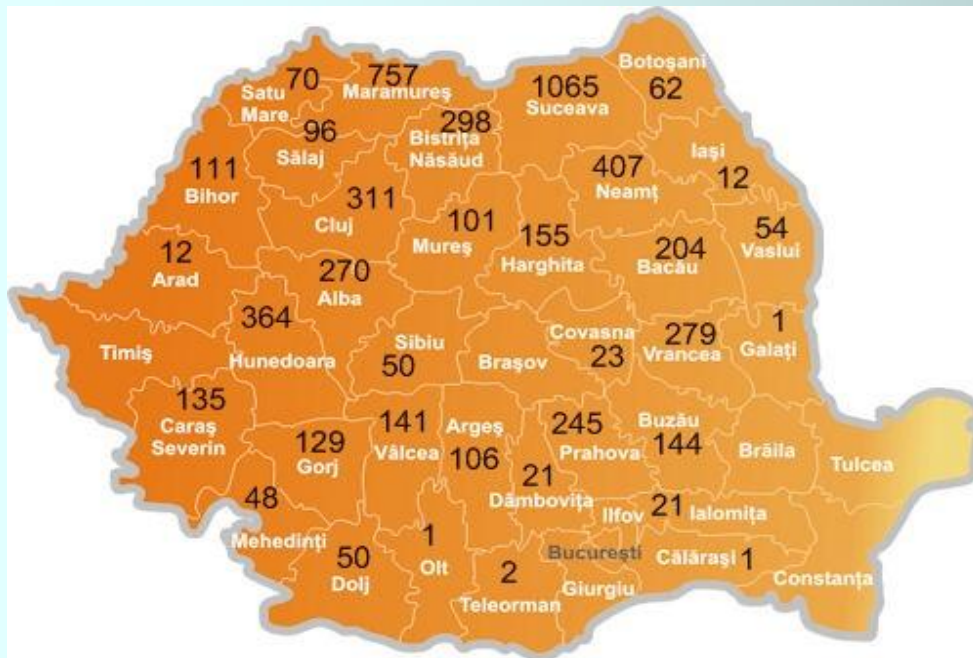 Botoşani
62
70
Satu
Mare
757
Maramureş
1065
Suceava
96
Sălaj
298
Bistriţa
Năsăud
Iaşi
12
111
Bihor
407
Neamţ
311
Cluj
101
Mureş
155
Harghita
54
Vaslui
204
Bacău
12
Arad
270
Alba
364
Hunedoara
Timiş
Sibiu
50
Braşov
Covasna
23
279
Vrancea
1
Galaţi
135
Caraş
Severin
129
Gorj
141
Vâlcea
Argeş
106
245
Prahova
Buzău
144
Brăila
Tulcea
21
Dâmboviţa
48
Mehedinţi
Ilfov
21
Ialomiţa
50
Dolj
1
Olt
2
Teleorman
Bucureşti
Giurgiu
Călăraşi
1
Constanţa